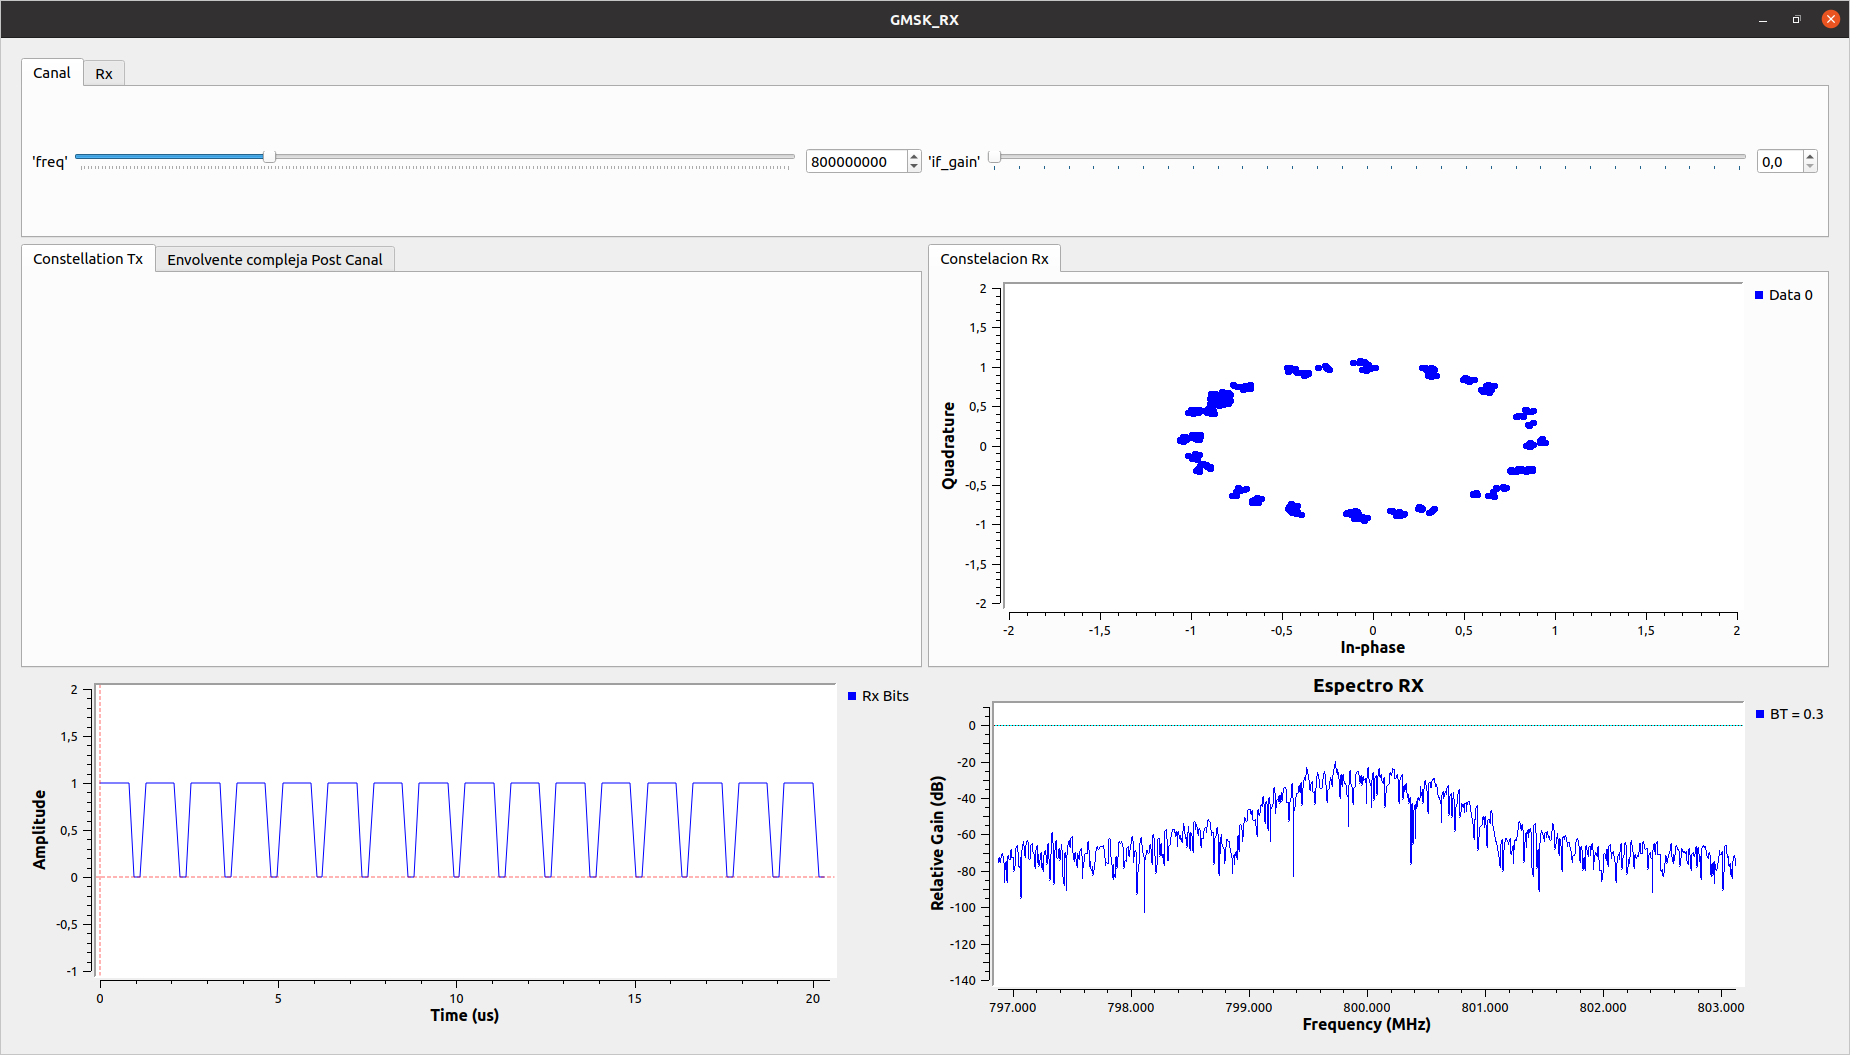 GMSK_RX
Canal
Rx
'freq'
800000000
'if_gain'
0,0
Constellation Tx
Envolvente compleja Post Canal
Constelacion Rx
2
1,5
1
0,5
0
-0,5
-1
-1,5
-2
Quadrature
-2
-1,5
-1
-0,5
0
0,5
1
1,5
2
In-phase
Data 0
2
1,5
1
0,5
0
-0,5
-1
Amplitude
0
5
10
15
20
Time (us)
Rx Bits
Espectro RX
0
-20
-40
-60
-80
-100
-120
-140
Relative Gain (dB)
797.000
798.000
799.000
800.000
801.000
802.000
803.000
Frequency (MHz)
BT = 0.3